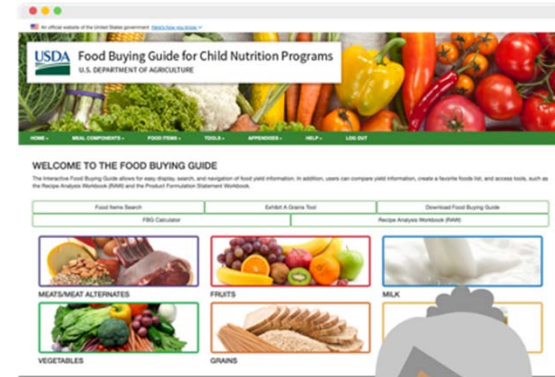 An official website of the United States government Here's how you know
USDA Food Buying Guide for Child Nutrition Programs
U.S. DEPARTMENT OF AGRICULTURE
HOME MEAL COMPONENTS FOOD ITEMS TOOLS APPENDIXES HELP LOG OUT
WELCOME TO THE FOOD BUYING GUIDE
The Interactive Food Buying Guide allows for easy display, search, and navigation of food yield information. In addition, users can compare yield information, create a favorite foods list, and access tools, such as
the Recipe Analysis Workbook (RAW) and the Product Formulation Statement Workbook.
Food Items Search Exhibit A Grains Tool Download Food Buying Guide
FBG Calculator Recipe Analysis Workbook (RAW)
MEATS/MEAT ALTERNATES FRUITS MILK
VEGETABLES GRAINS